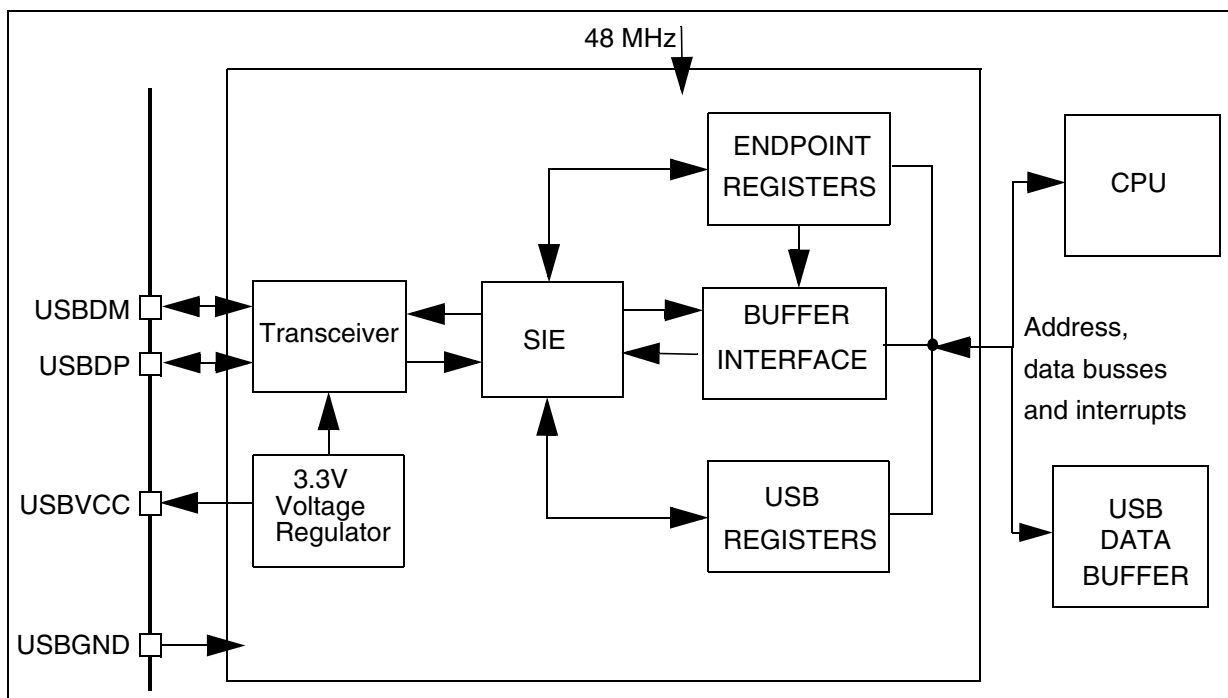 48 MHz
ENDPOINT
REGISTERS
CPU
USBDM
Transceiver
SIE
BUFFER
INTERFACE
USBDP
Address,
data busses
and interrupts
3.3V
Voltage
Regulator
USBVCC
USB
REGISTERS
USB
DATA
BUFFER
USBGND